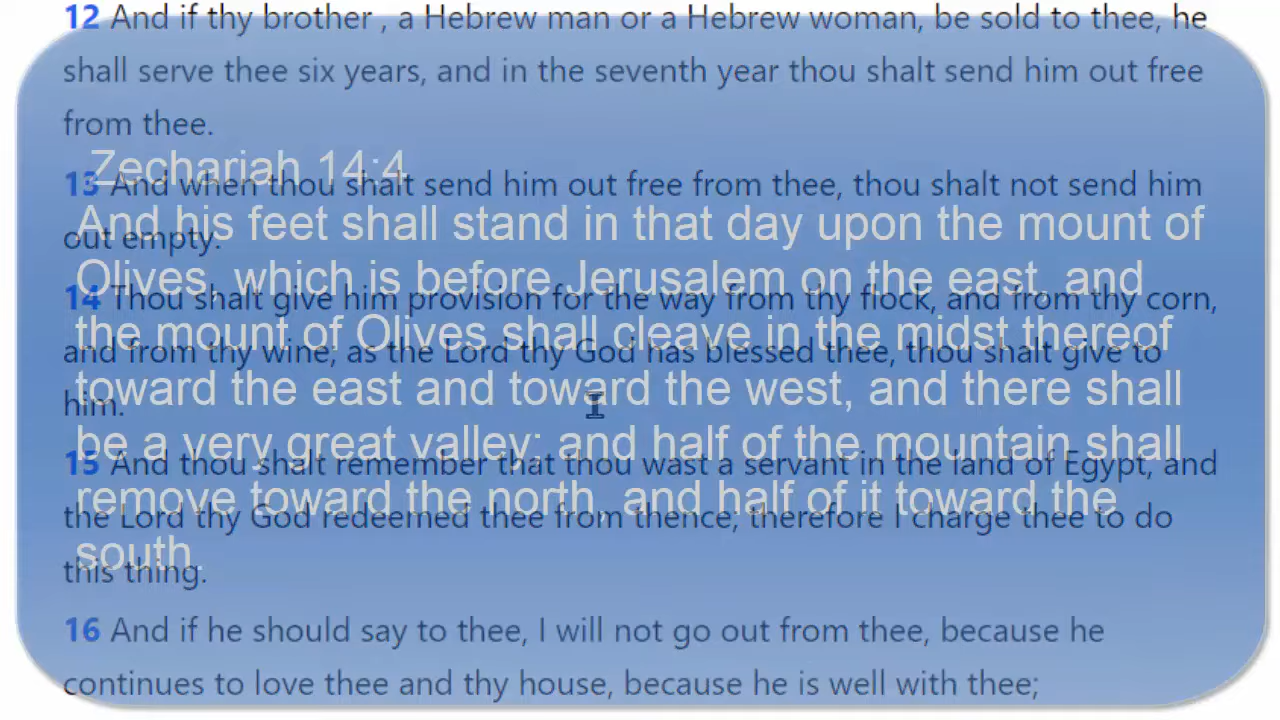 12 And if thy brother , a Hebrew man or a Hebrew woman, be sold to thee, he
shall serve thee six years, and in the seventh year thou shalt send him out free
from thee.
13 And when thou shalt send him out free from thee, thou shalt not send him
out empty.
14 Thou shalt give him provision for the way from thy flock, and from thy corn,
and from thy wine; as the Lord thy God has blessed thee, thou shalt give to
him.
15 And thou shalt remember that thou wast a servant in the land of Egypt, and
the Lord thy God redeemed thee from thence; therefore I charge thee to do
this thing.
16 And if he should say to thee, I will not go out from thee, because he
continues to love thee and thy house, because he is well with thee;
Zechariah 14:4
And his feet shall stand in that day upon the mount of
Olives, which is before Jerusalem on the east, and
the mount of Olives shall cleave in the midst thereof
toward the east and toward the west, and there shall
be a very great valley; and half of the mountain shall
remove toward the north, and half of it toward the
south.